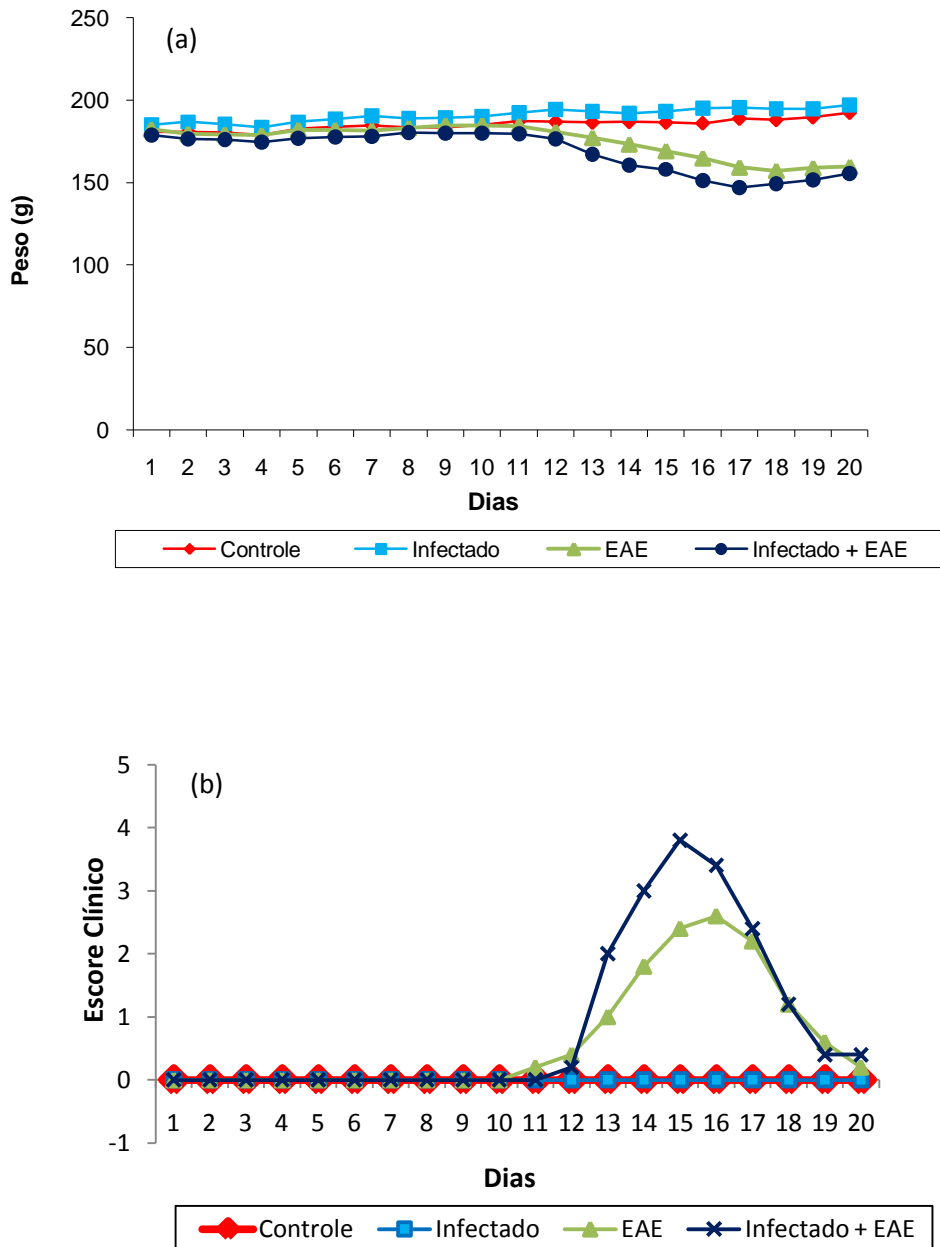 (a)
250
200
150
100
50
0
Peso (g)
1 2 3 4 5 6 7 8 9 10 11 12 13 14 15 16 17 18 19 20
Dias
Controle Infectado EAE Infectado + EAE
(b)
5
4
3
2
1
0
-1
Escore Clínico
1 2 3 4 5 6 7 8 9 10 11 12 13 14 15 16 17 18 19 20
Dias
Controle Infectado EAE Infectado + EAE